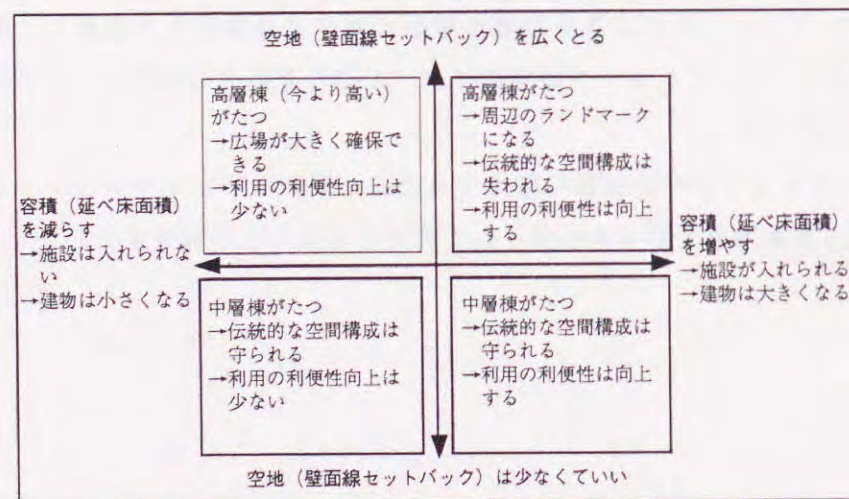 空地（壁面線セットバック）を広くとる
高層棟（今より高い）
がたつ
→広場が大きく確保で
きる
→利用の利便性向上は
少ない
高層棟がたつ
→周辺のランドマーク
になる
→伝統的な空間構成は
失われる
→利用の利便性は向上
する
容積（延べ床面積）
を減らす
→施設は入れられな
い
→建物は小さくなる
容積（延べ床面積）
を増やす
→施設が入れられる
→建物は大きくなる
中層棟がたつ
→伝統的な空間構成は
守られる
→利用の利便性向上は
少ない
中層棟がたつ
→伝統的な空間構成は
守られる
→利用の利便性は向上
する
空地（壁面線セットバック）は少なくていい